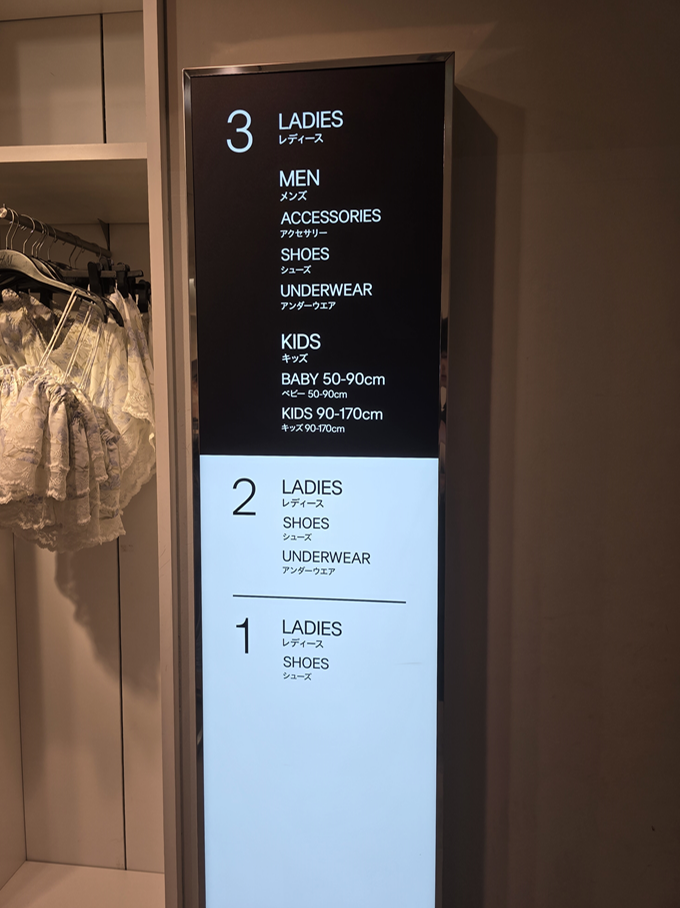 3
LADIES
レディース
MEN
メンズ
ACCESSORIES
アクセサリー
SHOES
シューズ
UNDERWEAR
アンダーウエア
KIDS
キッズ
BABY 50-90cm
ベビー 50-90cm
KIDS 90-170cm
キッズ 90-170cm
2
LADIES
レディース
SHOES
シューズ
UNDERWEAR
アンダーウエア
1
LADIES
レディース
SHOES
シューズ